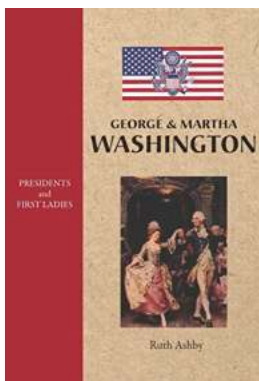 GEORGE & MARTHA
WASHINGTON
PRESIDENTS
and
FIRST LADIES
Ruth Ashby